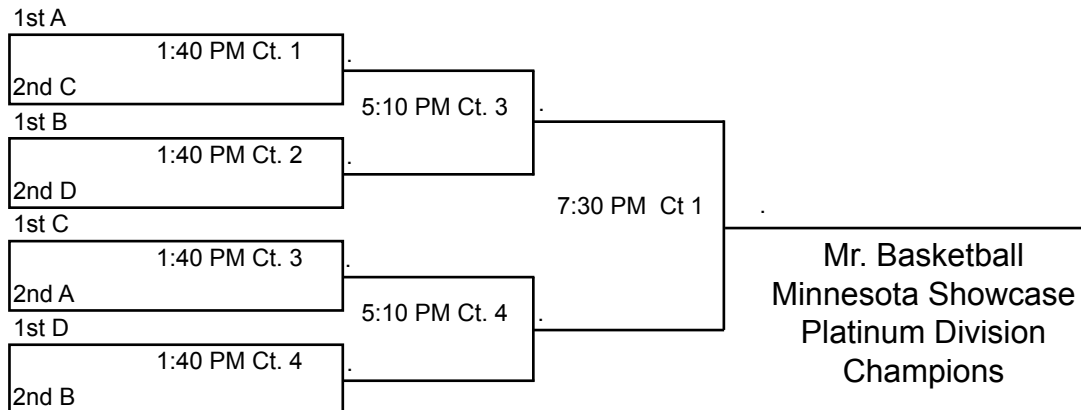 1st A
1:40 PM Ct. 1
2nd C
1st B
1:40 PM Ct. 2
2nd D
1st C
1:40 PM Ct. 3
2nd A
1st D
1:40 PM Ct. 4
2nd B
.
5:10 PM Ct. 3
.
.
5:10 PM Ct. 4
.
.
7:30 PM  Ct 1
.
.
Mr. Basketball
Minnesota Showcase
Platinum Division
Champions